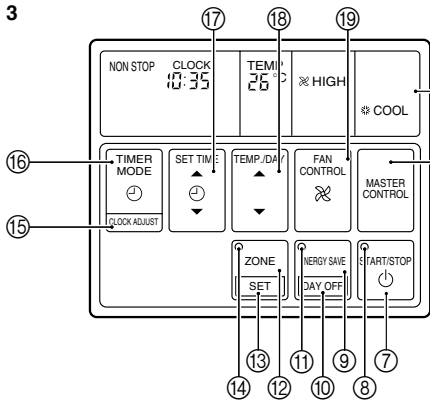 3
⑰ ⑱ ⑲
NON STOP CLOCK TEMP
10:35 26 °C HIGH
COOL
⑯ TIMER MODE SET TIME TEMP./DAY FAN CONTROL MASTER CONTROL
⑮ CLOCK ADJUST
ZONE NERGY SAVE START/STOP
SET DAY OFF
⑬ ⑪ ⑨ ⑦
⑭ ⑫ ⑩ ⑧